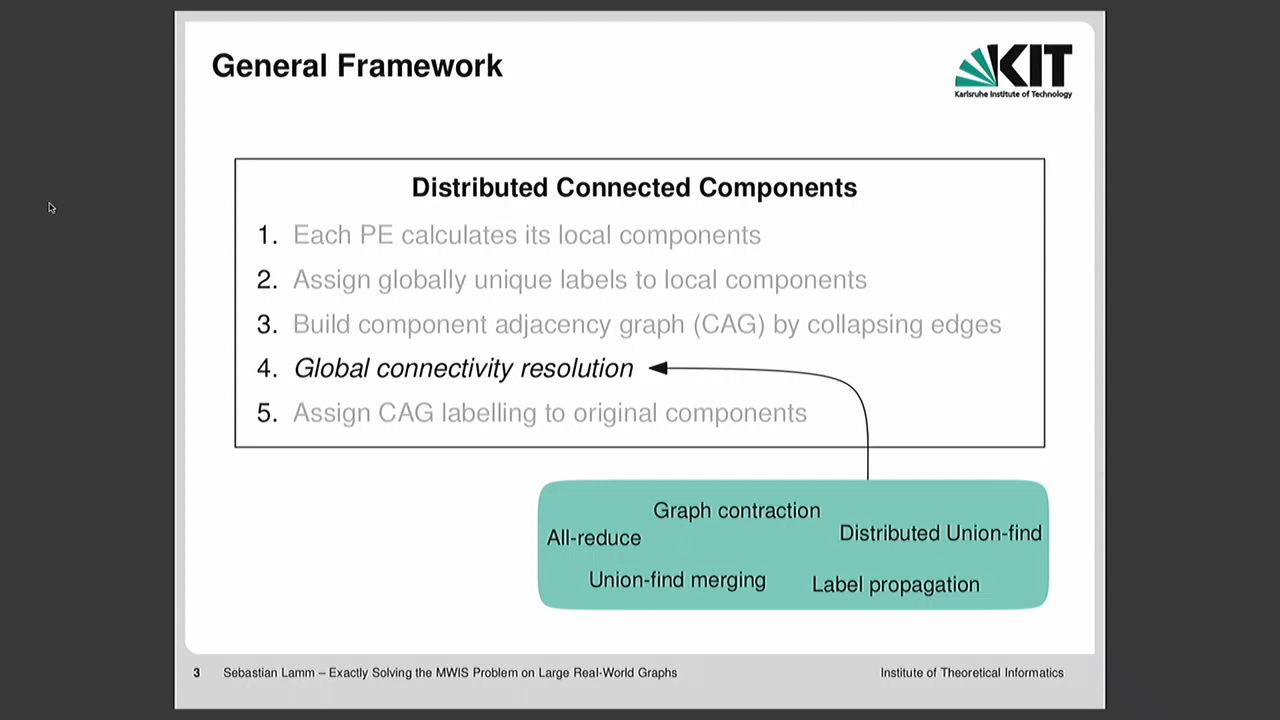 General Framework
KIT
Karlsruhe Institute of Technology
Distributed Connected Components
1. Each PE calculates its local components
2. Assign globally unique labels to local components
3. Build component adjacency graph (CAG) by collapsing edges
4. Global connectivity resolution
5. Assign CAG labelling to original components
Graph contraction
All-reduce
Distributed Union-find
Union-find merging
Label propagation
3 Sebastian Lamm – Exactly Solving the MWIS Problem on Large Real-World Graphs
Institute of Theoretical Informatics